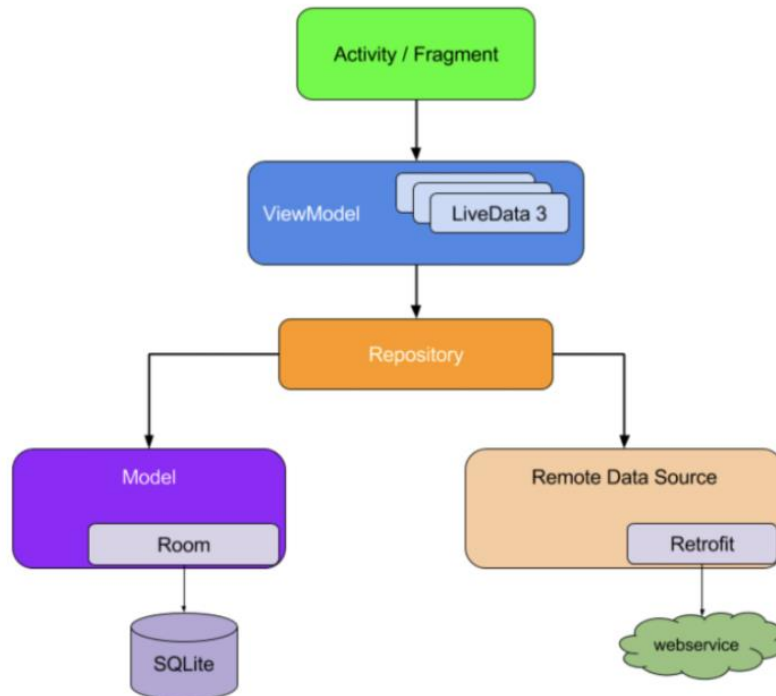 Activity / Fragment
ViewModel
LiveData 3
Repository
Model
Remote Data Source
Room
Retrofit
SQLite
webservice